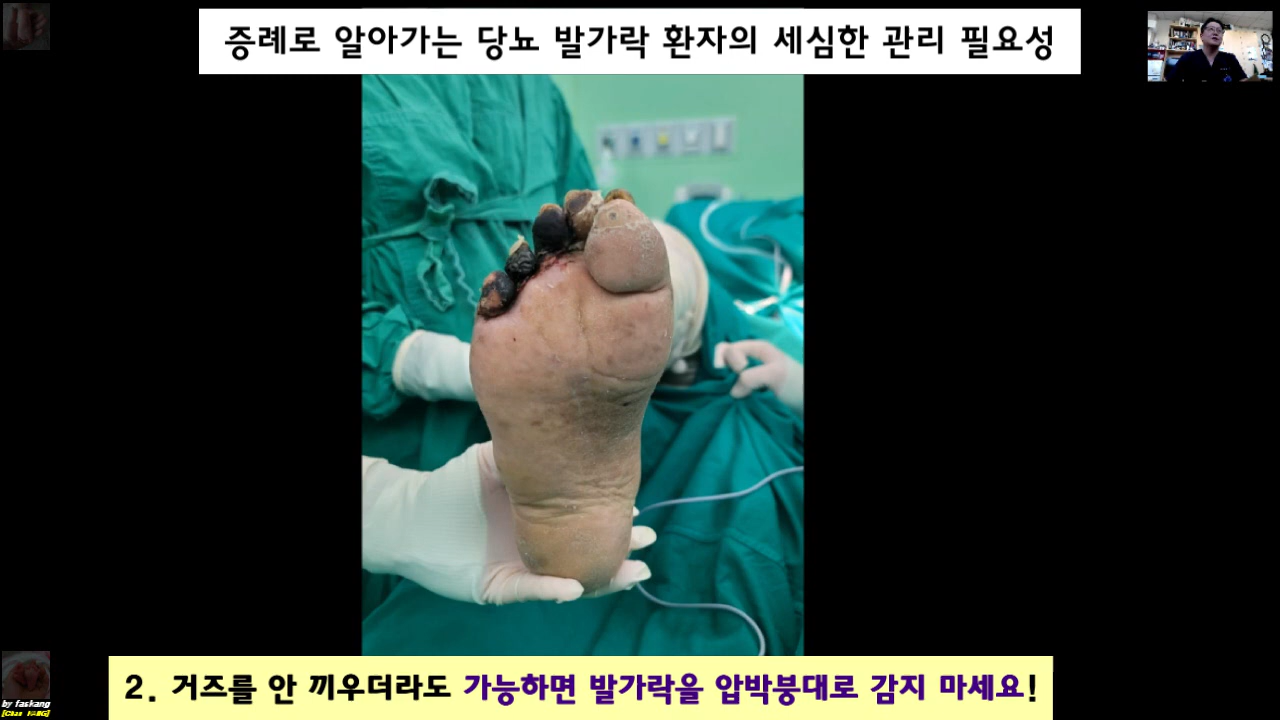 증례로 알아가는 당뇨 발가락 환자의 세심한 관리 필요성
2. 거즈를 안 끼우더라도 가능하면 발가락을 압박붕대로 감지 마세요!
by faskang